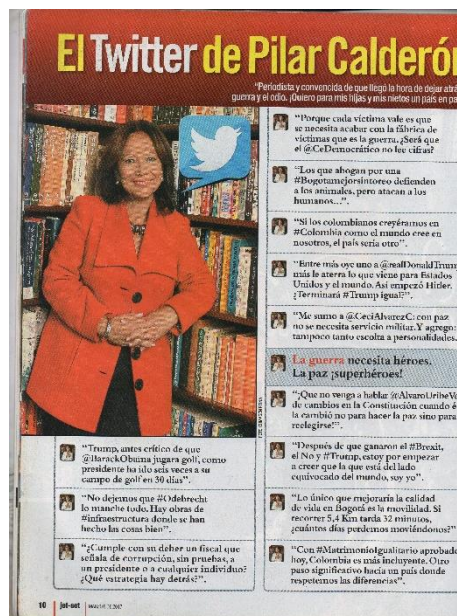 El Twitter de Pilar Calderón
"Periodista y convencida de que llegó la hora de dejar atrá
guerra y el odio. ¡Quiero para mis hijas y mis nietos un país en pa
"Porque cada víctima vale es que
se necesita acabar con la fábrica de
víctimas que es la guerra. ¿Será que
el @CeDemocrático no lee cifras?
"Los que abogan por una
#Bogotamejorsintoreo defienden
a los animales, pero atacan a los
humanos...".
"Si los colombianos creyéramos en
#Colombia como el mundo cree en
nosotros, el país sería otro".
"Entre más oye uno a @realDonaldTrump
más le aterra lo que viene para Estados
Unidos y el mundo. Así empezó Hitler.
¿Terminará #Trump igual?".
"Me sumo a @CeciAlvarezC: con paz
no se necesita servicio militar. Y agrego:
tampoco tanto escolta a personalidades.
La guerra necesita héroes.
La paz ¡superhéroes!
"¡Que no venga a hablar @AlvaroUribeVe
de cambios en la Constitución cuando é
la cambió no para hacer la paz sino para
reelegirse!".
"Después de que ganaron el #Brexit,
el No y #Trump, estoy por empezar
a creer que la que está del lado
equivocado del mundo, soy yo".
"Lo único que mejoraría la calidad
de vida en Bogotá es la movilidad. Si
recorrer 5,4 Km tarda 32 minutos,
¿cuántos días perdemos moviéndonos?"
"Con #MatrimonioIgualitario aprobado
hoy, Colombia es más incluyente. Otro
paso significativo hacia un país donde
respetemos las diferencias".
"Trump, antes crítico de que
@BarackObama jugara golf, como
presidente ha ido seis veces a su
campo de golf en 30 días".
"No dejemos que #Odebrecht
lo manche todo. Hay obras de
#infraestructura donde se han
hecho las cosas bien".
"¿Cumple con su deber un fiscal que
señala de corrupción, sin pruebas, a
un presidente o a cualquier individuo?
¿Qué estrategia hay detrás?".
10 jet-set